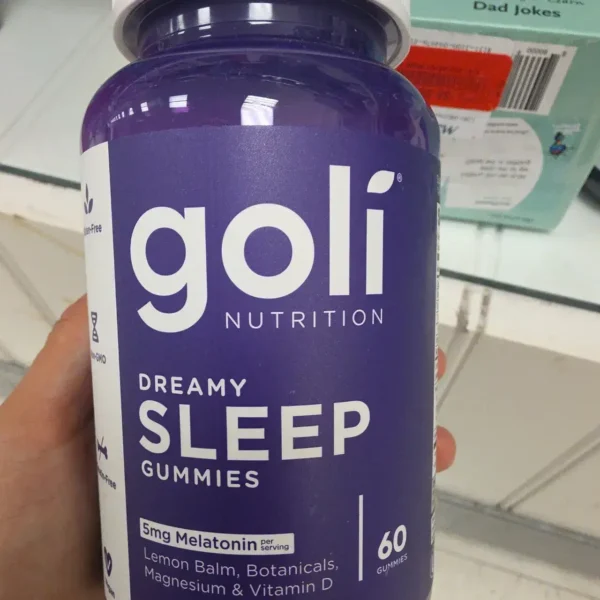 Dad Jokes
goli®
NUTRITION
DREAMY
SLEEP
GUMMIES
5mg Melatonin per serving
Lemon Balm, Botanicals,
Magnesium & Vitamin D
60
GUMMIES